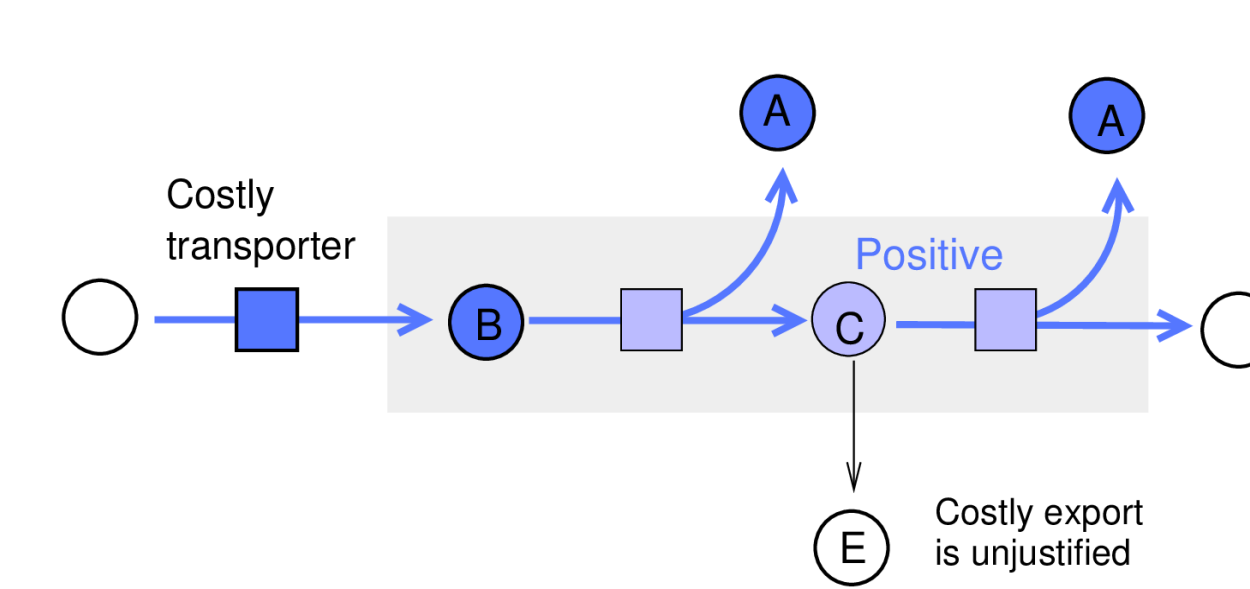 A
A
Costly
transporter
Positive
B
C
E
Costly export
is unjustified